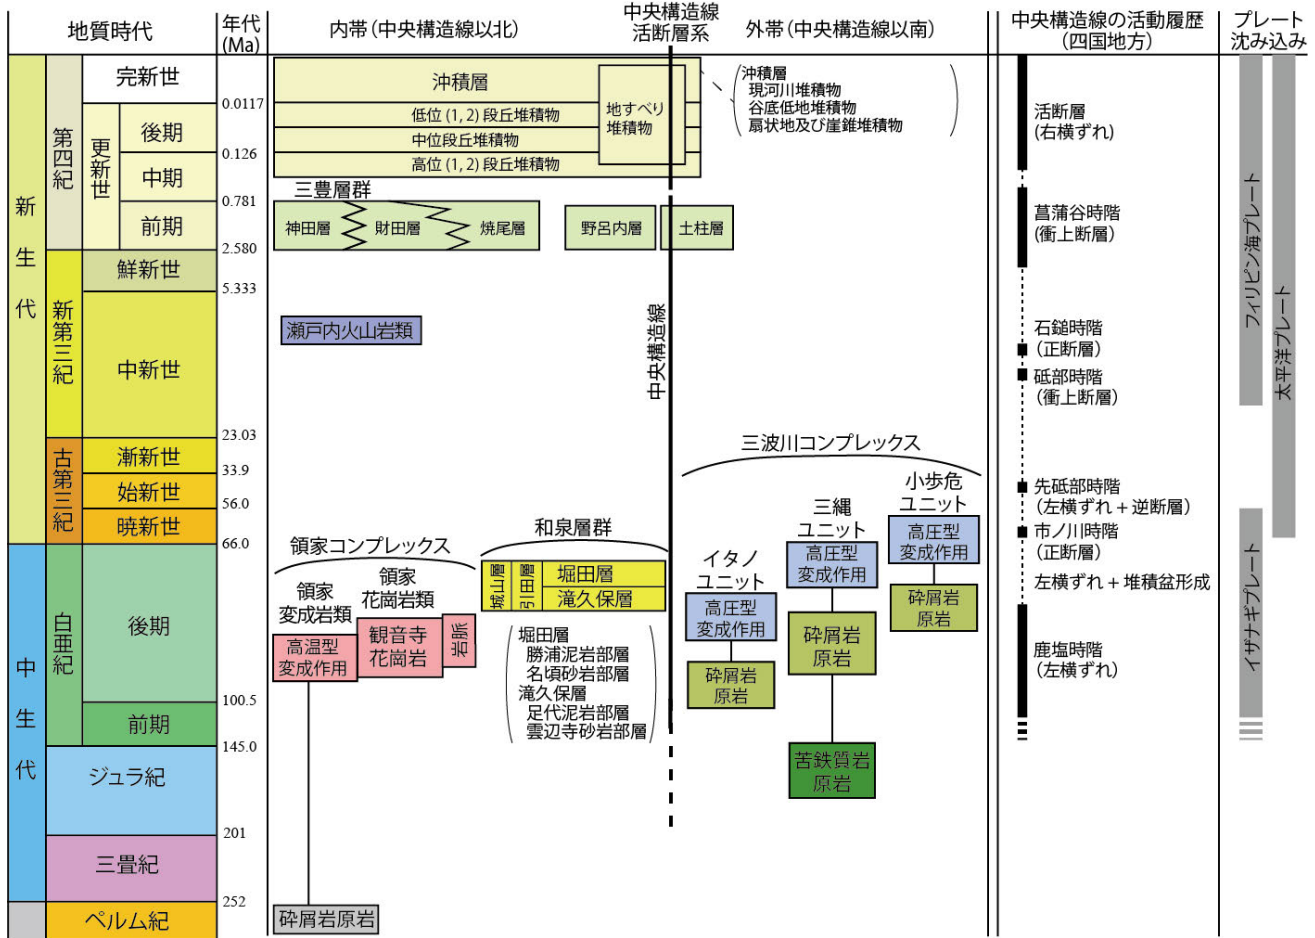 地質時代
年代
(Ma)
内帯（中央構造線以北）
中央構造線
活断層系
外帯（中央構造線以南）
中央構造線の活動履歴
（四国地方）
プレート
沈み込み
新生代
第四紀
完新世
0.0117
更新世
後期
0.126
中期
0.781
前期
2.580
新第三紀
鮮新世
5.333
中新世
23.03
古第三紀
漸新世
33.9
始新世
56.0
暁新世
66.0
中生代
白亜紀
後期
100.5
前期
145.0
ジュラ紀
201
三畳紀
252
ペルム紀
沖積層
低位 (1, 2) 段丘堆積物
中位段丘堆積物
高位 (1, 2) 段丘堆積物
地すべり
堆積物
沖積層
現河川堆積物
谷底低地堆積物
扇状地及び崖錐堆積物
三豊層群
神田層
財田層
焼尾層
野呂内層
土柱層
瀬戸内火山岩類
中央構造線
領家コンプレックス
領家
変成岩類
高温型
変成作用
領家
花崗岩類
観音寺
花崗岩
岩脈
砕屑岩原岩
和泉層群
城山層
引田層
堀田層
滝久保層
堀田層
勝浦泥岩部層
名頃砂岩部層
滝久保層
足代泥岩部層
雲辺寺砂岩部層
三波川コンプレックス
イタノ
ユニット
高圧型
変成作用
砕屑岩
原岩
三縄
ユニット
高圧型
変成作用
砕屑岩
原岩
苦鉄質岩
原岩
小歩危
ユニット
高圧型
変成作用
砕屑岩
原岩
活断層
（右横ずれ）
菖蒲谷時階
（衝上断層）
石鎚時階
（正断層）
砥部時階
（衝上断層）
先砥部時階
（左横ずれ + 逆断層）
市ノ川時階
（正断層）
左横ずれ + 堆積盆形成
鹿塩時階
（左横ずれ）
フィリピン海プレート
太平洋プレート
イサナギプレート